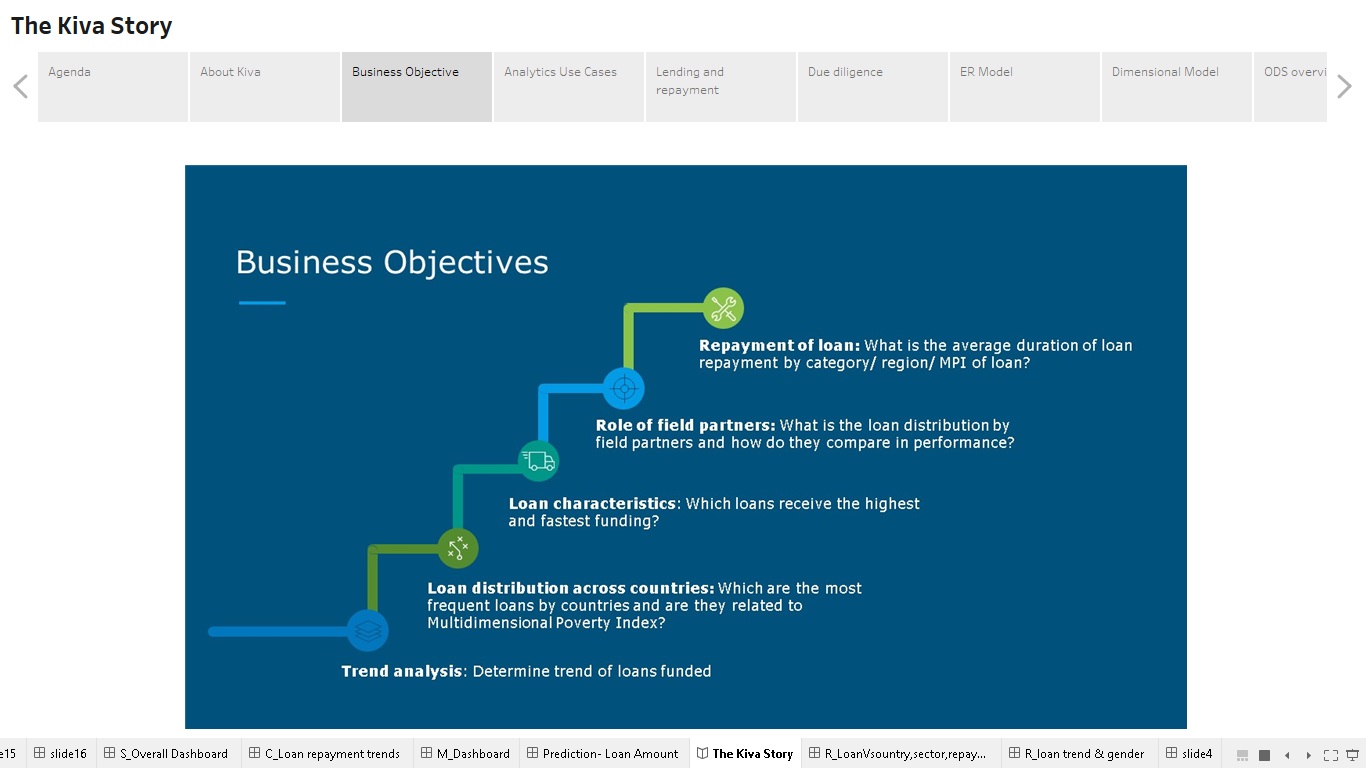 The Kiva Story
Agenda
About Kiva
Business Objective
Analytics Use Cases
Lending and
repayment
Due diligence
ER Model
Dimensional Model
ODS overvi
Business Objectives
Repayment of loan: What is the average duration of loan
repayment by category/ region/ MPI of loan?
Role of field partners: What is the loan distribution by
field partners and how do they compare in performance?
Loan characteristics: Which loans receive the highest
and fastest funding?
Loan distribution across countries: Which are the most
frequent loans by countries and are they related to
Multidimensional Poverty Index?
Trend analysis: Determine trend of loans funded
e15
slide16
S_Overall Dashboard
C_Loan repayment trends
M_Dashboard
Prediction- Loan Amount
The Kiva Story
R_LoanVsountry,sector,repay...
R_loan trend & gender
slide4